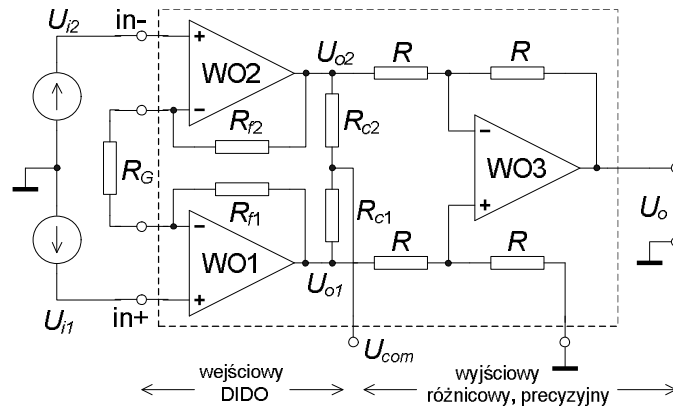 U_i2 in-
+ WO2 U_o2 R R
-
R_f2 R_c2
R_G - WO3 +
R_f1 R_c1 U_o
- WO1 + R R
U_o1
U_i1 in+
U_com
wejściowy DIDO
wyjściowy różnicowy, precyzyjny